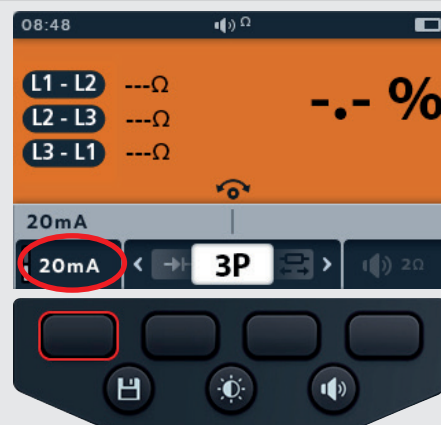 08:48 Ω
L1 - L2 ---Ω
-.- %
L2 - L3 ---Ω
L3 - L1 ---Ω
20mA
20mA < 3P > 2Ω